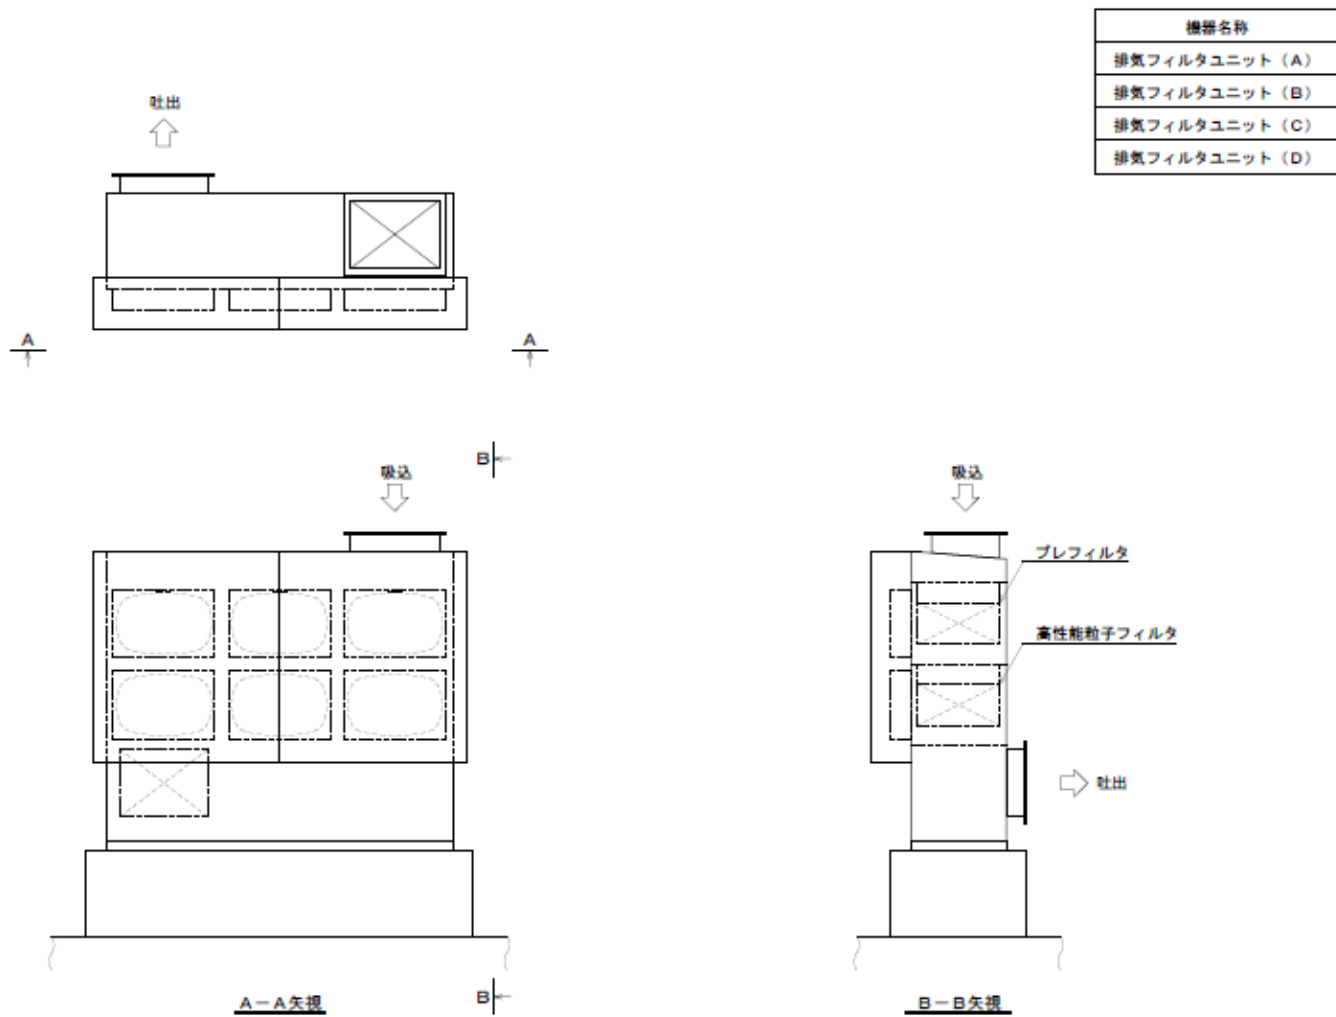 機器名称
排気フィルタユニット（A）
排気フィルタユニット（B）
排気フィルタユニット（C）
排気フィルタユニット（D）
吐出
A
A
B
吸込
吸込
プレフィルタ
高性能粒子フィルタ
吐出
B
A－A矢視
B－B矢視